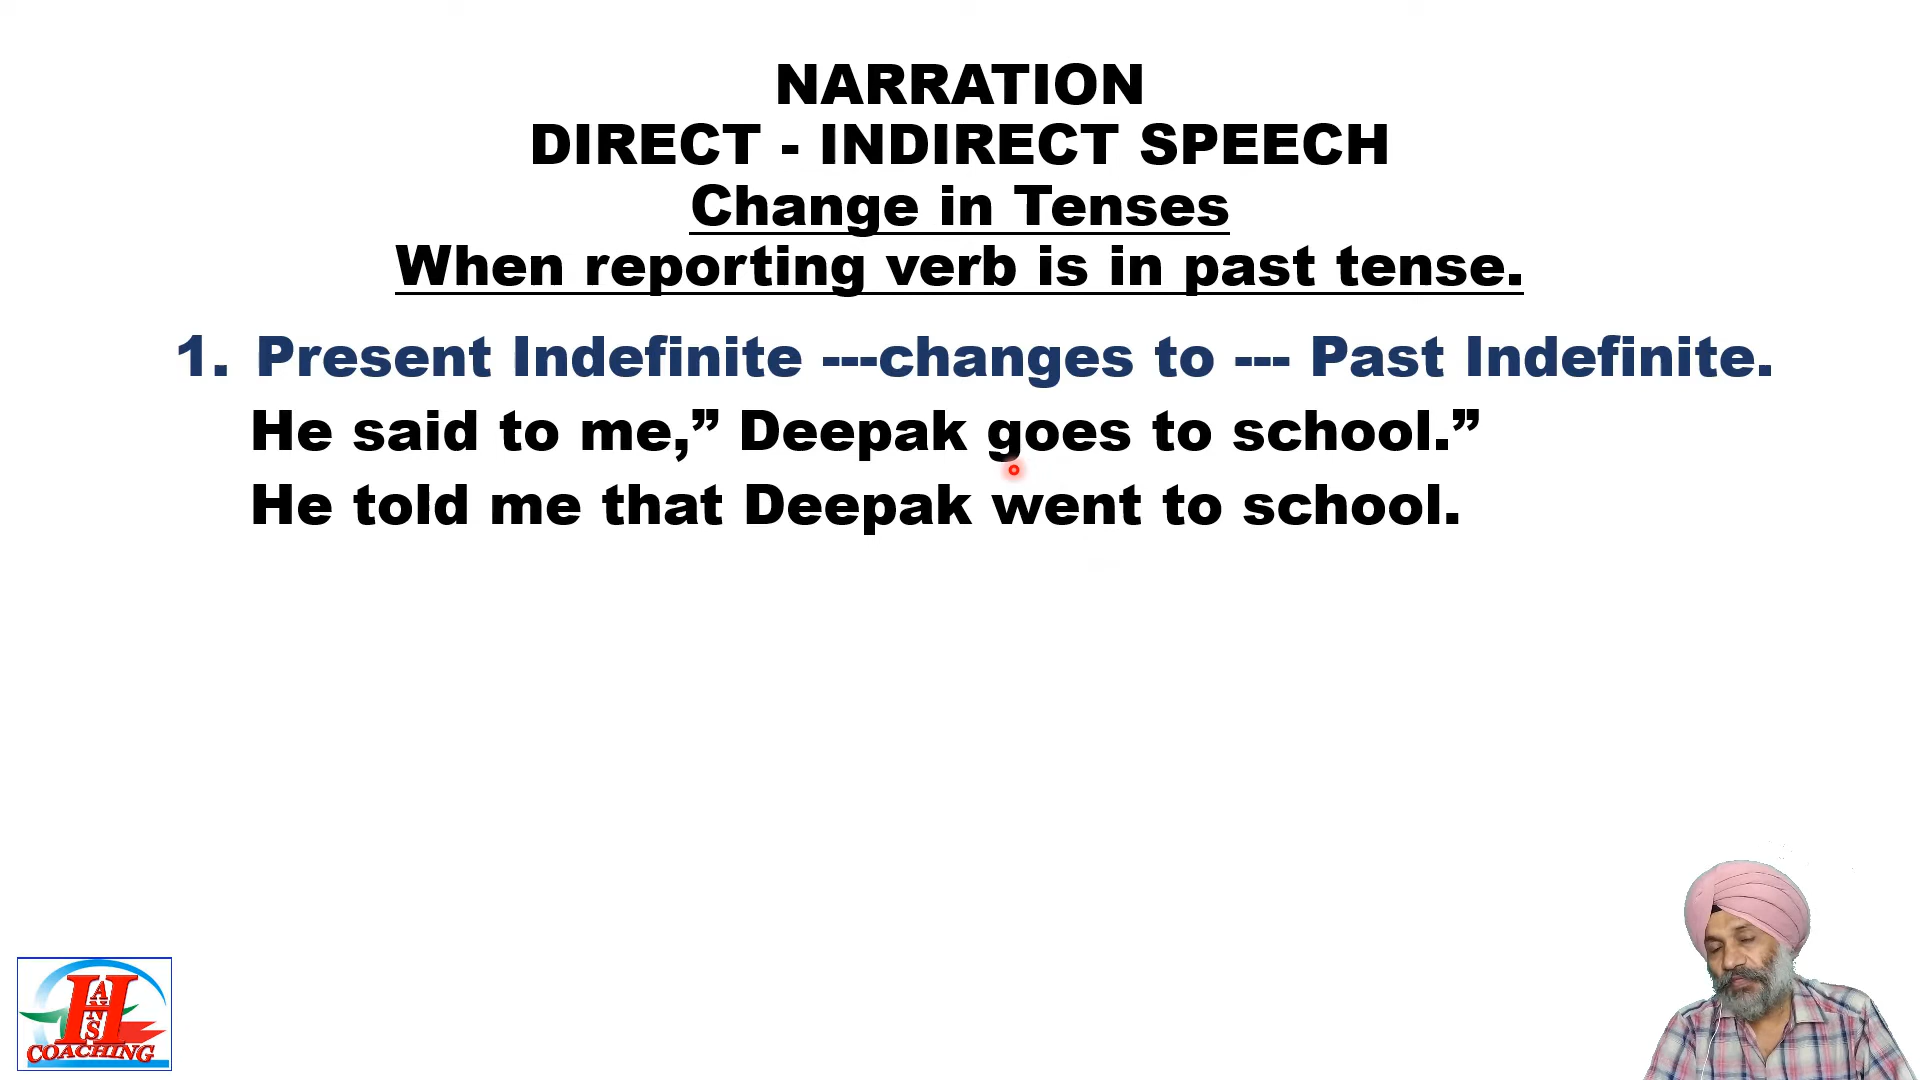 NARRATION
DIRECT - INDIRECT SPEECH
Change in Tenses
When reporting verb is in past tense.
1. Present Indefinite ---changes to --- Past Indefinite.
He said to me,” Deepak goes to school.”
He told me that Deepak went to school.
H
COACHING